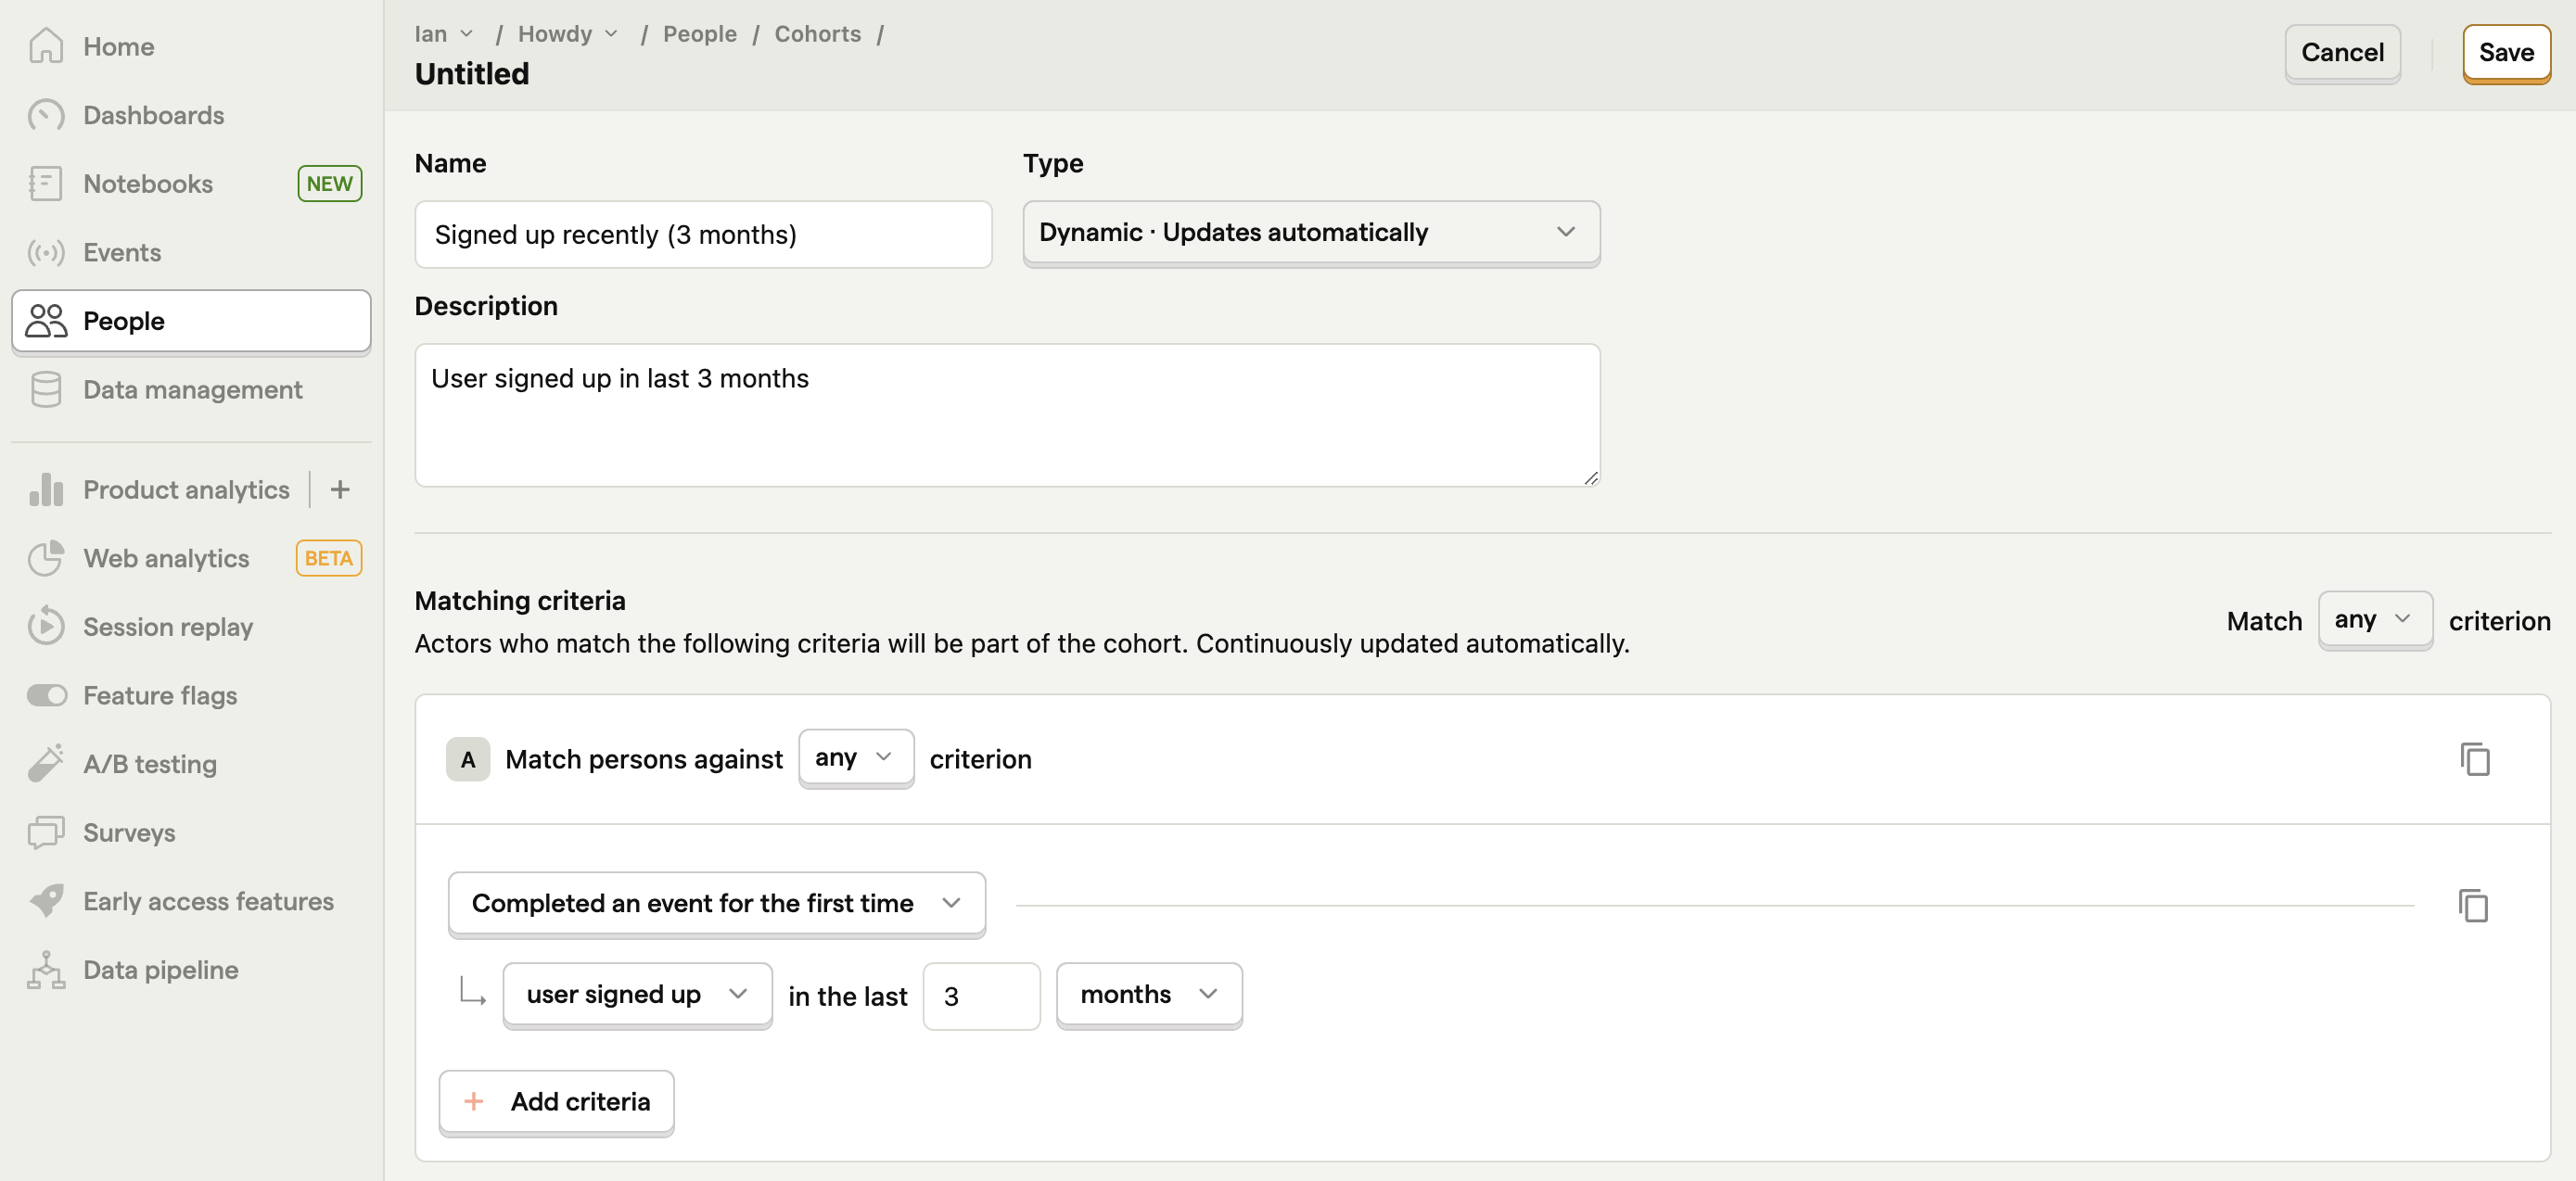 Home
Dashboards
Notebooks NEW
Events
People
Data management
Product analytics +
Web analytics BETA
Session replay
Feature flags
A/B testing
Surveys
Early access features
Data pipeline
Ian / Howdy / People / Cohorts /
Untitled
Cancel
Save
Name
Signed up recently (3 months)
Type
Dynamic · Updates automatically
Description
User signed up in last 3 months
Matching criteria
Actors who match the following criteria will be part of the cohort. Continuously updated automatically.
Match any criterion
A Match persons against any criterion
Completed an event for the first time
user signed up in the last 3 months
+ Add criteria